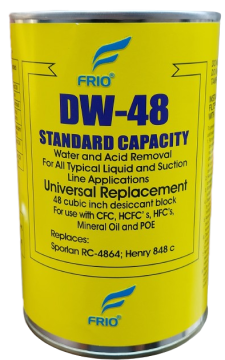 FRIO®
DW-48
STANDARD CAPACITY
Water and Acid Removal
For All Typical Liquid and Suction
Line Applications
Universal Replacement
48 cubic inch desiccant block
For use with CFC, HCFC's, HFC's.
Mineral Oil and POE
Replaces:
Sporlan RC-4864; Henry 848 c
FRIO®